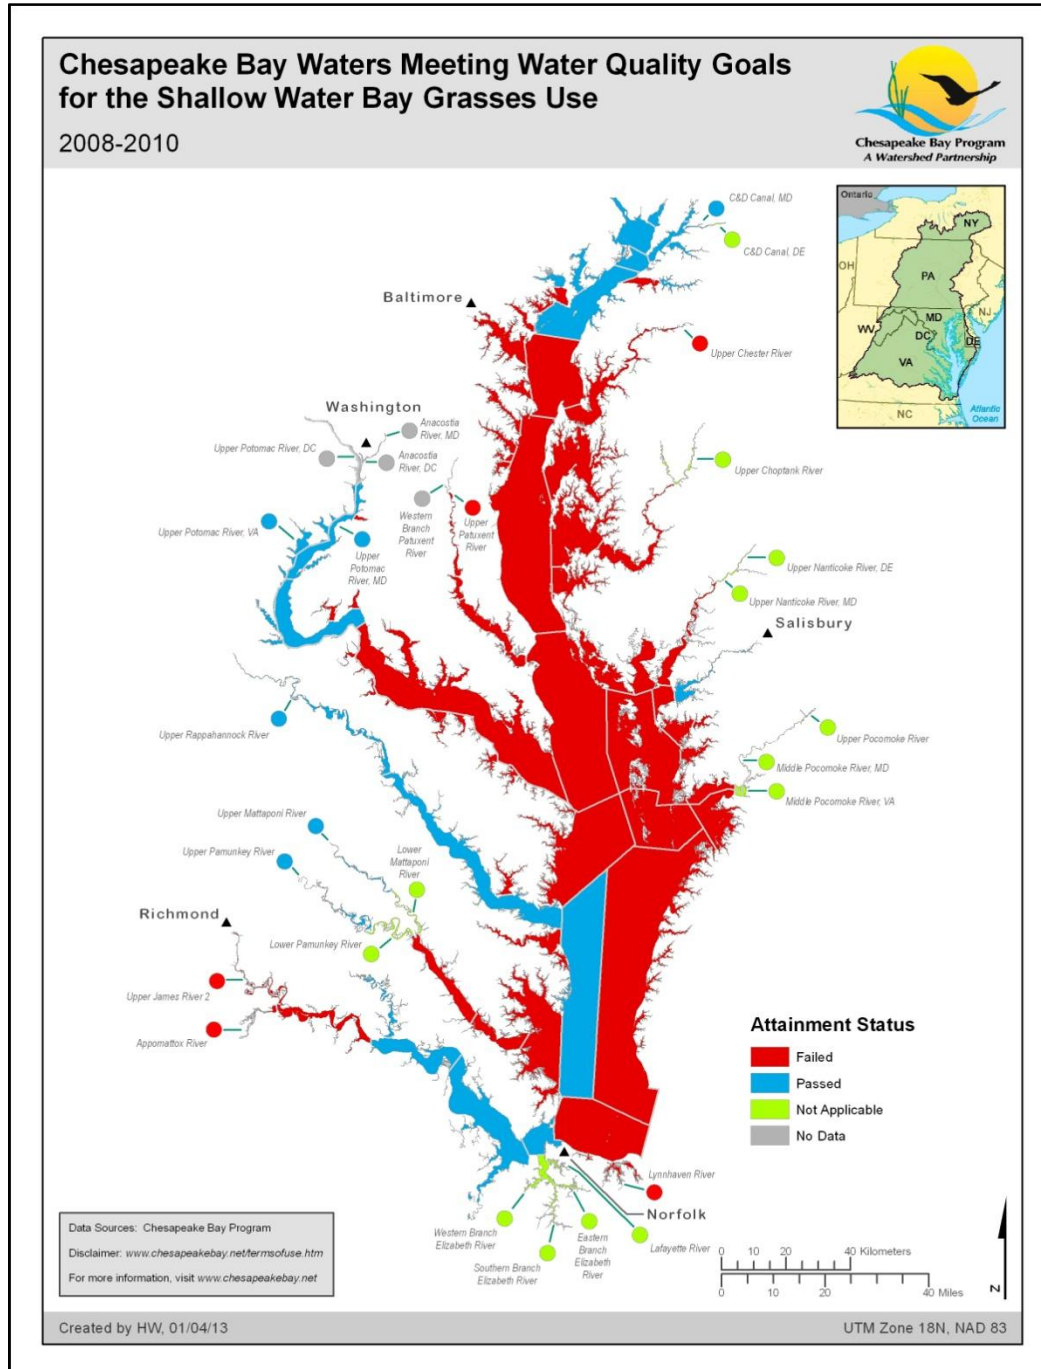 Chesapeake Bay Waters Meeting Water Quality Goals
for the Shallow Water Bay Grasses Use
2008-2010
Chesapeake Bay Program
A Watershed Partnership
Ontario
NY
OH
PA
NJ
MD
WV
DC
DE
VA
NC
Atlantic
Ocean
C&D Canal, MD
C&D Canal, DE
Baltimore
Upper Chester River
Washington
Anacostia
River, MD
Upper Potomac River, DC
Anacostia
River, DC
Upper Choptank River
Western
Branch
Patuxent
River
Upper
Patuxent
River
Upper Potomac River, VA
Upper
Potomac
River, MD
Upper Nanticoke River, DE
Upper Nanticoke River, MD
Salisbury
Upper Rappahannock River
Upper Pocomoke River
Middle Pocomoke River, MD
Middle Pocomoke River, VA
Upper Mattaponi River
Upper Pamunkey River
Lower
Mattaponi
River
Richmond
Lower Pamunkey River
Upper James River 2
Appomattox River
Attainment Status
Failed
Passed
Not Applicable
No Data
Lynnhaven River
Norfolk
Western Branch
Elizabeth River
Southern Branch
Elizabeth River
Eastern
Branch
Elizabeth
River
Lafayette River
Data Sources: Chesapeake Bay Program
Disclaimer: www.chesapeakebay.net/termsofuse.htm
For more information, visit www.chesapeakebay.net
0 10 20 40 Kilometers
0 10 20 40 Miles
N
Created by HW, 01/04/13
UTM Zone 18N, NAD 83